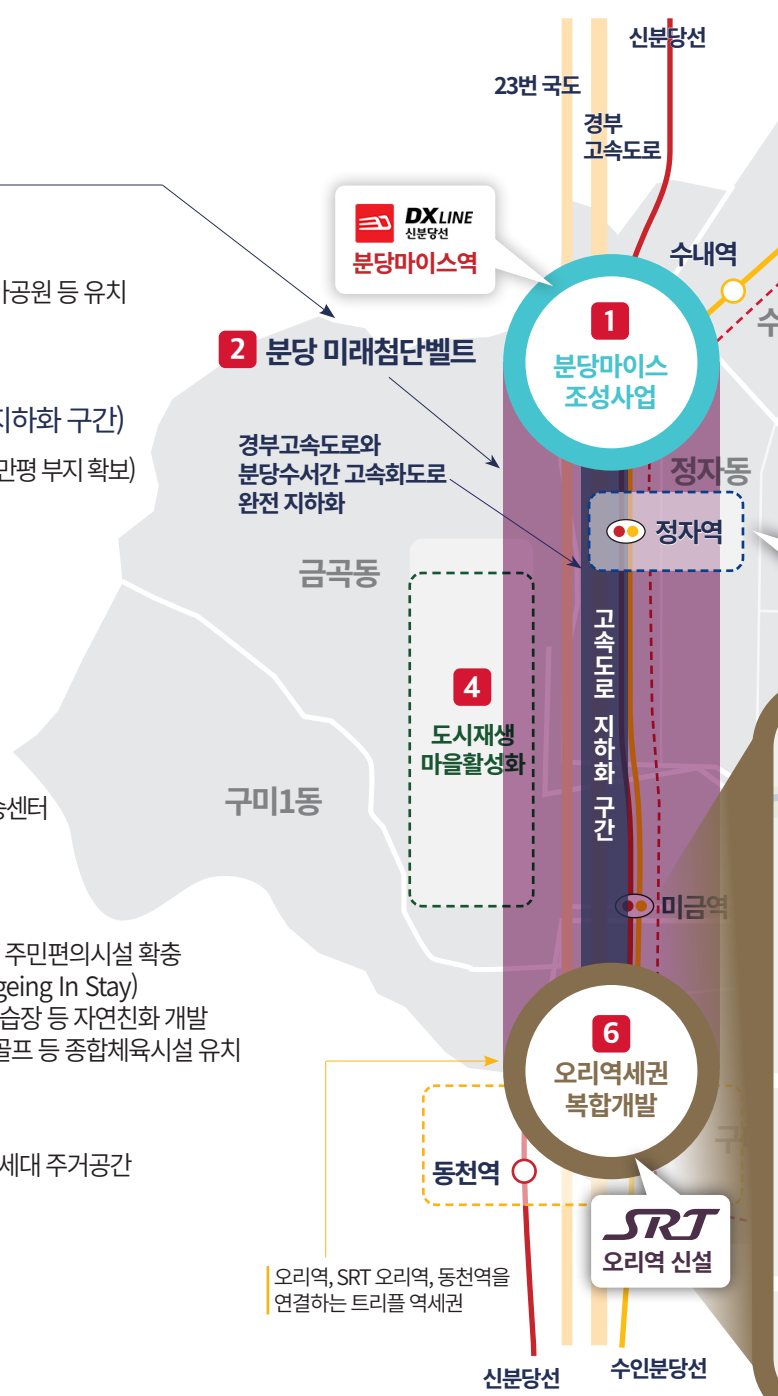 신분당선
23번 국도
경부
고속도로
DX LINE
신분당선
분당마이스역
수내역
공원 등 유치
1
분당마이스
조성사업
2 분당 미래첨단벨트
지하화 구간)
만평 부지 확보)
경부고속도로와
분당수서간 고속화도로
완전 지하화
정자동
정자역
금곡동
고속도로 지하화 구간
4
도시재생
마을활성화
구미1동
센터
미금역
주민편의시설 확충
geing In Stay)
습장 등 자연친화 개발
골프 등 종합체육시설 유치
6
오리역세권
복합개발
세대 주거공간
동천역
SRT
오리역 신설
오리역, SRT 오리역, 동천역을
연결하는 트리플 역세권
신분당선
수인분당선